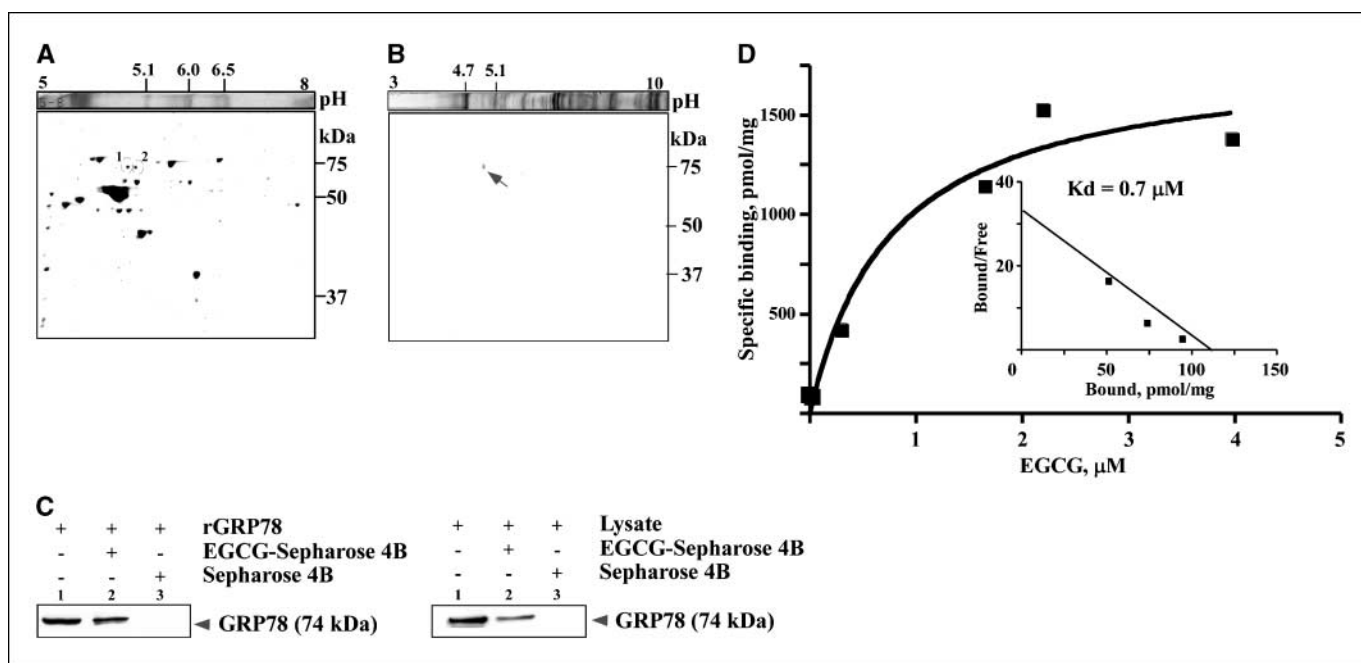 A
5 5.1 6.0 6.5 8
5-8
pH
kDa
1 2
75
50
37
B
3 4.7 5.1 10
pH
kDa
75
50
37
C
+ + + rGRP78
- + - EGCG-Sepharose 4B
- - + Sepharose 4B
1 2 3
GRP78 (74 kDa)
+ + + Lysate
- + - EGCG-Sepharose 4B
- - + Sepharose 4B
1 2 3
GRP78 (74 kDa)
D
Specific binding, pmol/mg
1500
1000
500
1 2 3 4 5
EGCG, μM
Kd = 0.7 μM
Bound/Free
40
20
0 50 100 150
Bound, pmol/mg